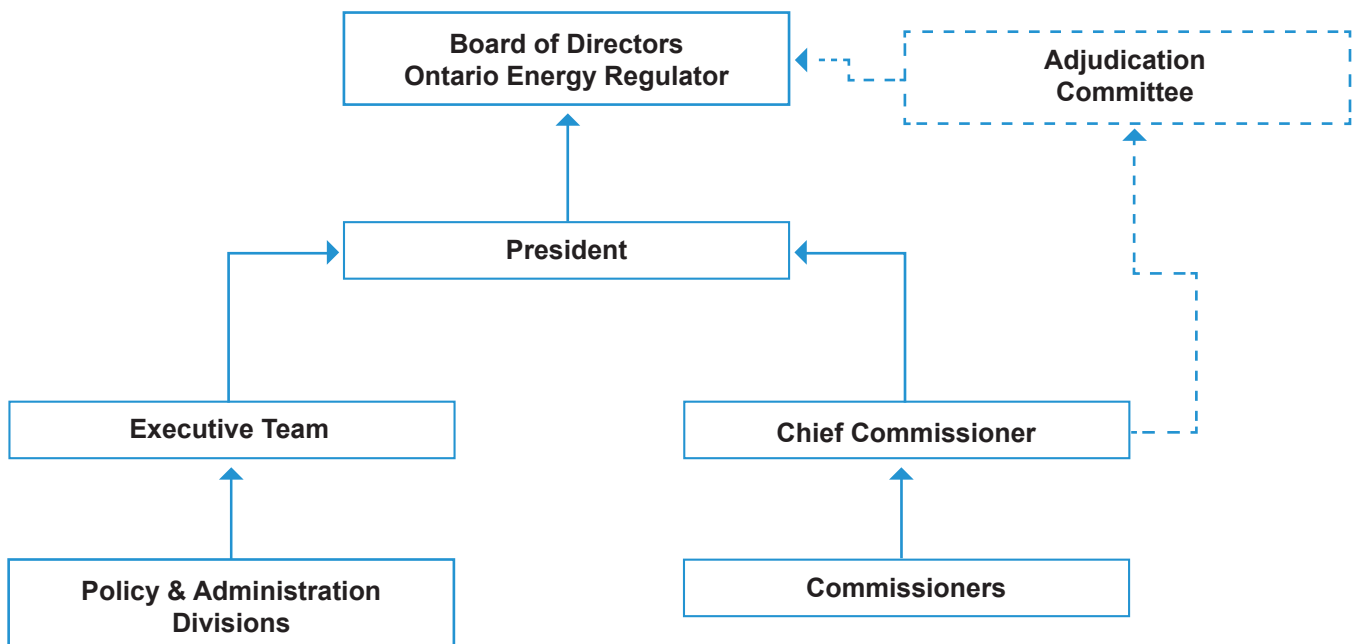 Board of Directors
Ontario Energy Regulator
Adjudication
Committee
President
Executive Team
Chief Commissioner
Policy & Administration
Divisions
Commissioners